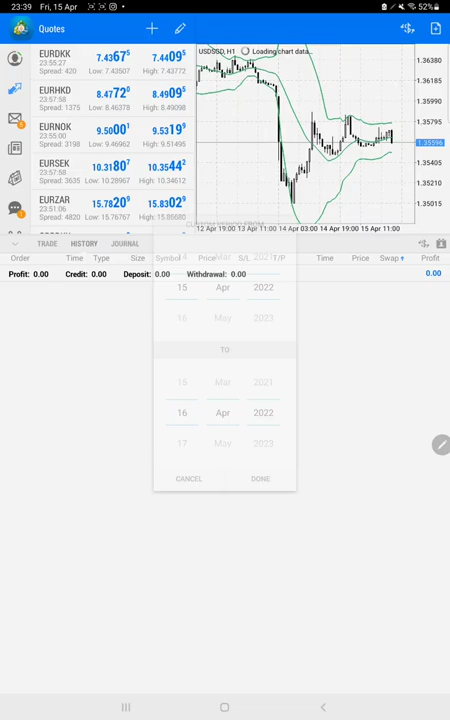 23:39 Fri, 15 Apr 52%
Quotes
EURDKK 7.4367⁵ 7.4409⁵
23:55:27
Spread: 420 Low: 7.43507 High: 7.43772
EURHKD 8.4772⁰ 8.4909⁵
23:57:58
Spread: 1375 Low: 8.46378 High: 8.49098
EURNOK 9.5000¹ 9.5319⁹
23:55:00
Spread: 3198 Low: 9.46962 High: 9.51495
EURSEK 10.3180⁷ 10.3544²
23:57:58
Spread: 3635 Low: 10.28967 High: 10.34612
EURZAR 15.7820⁹ 15.8302⁹
23:51:06
Spread: 4820 Low: 15.76767
USDSGD, H1 Loading chart data...
1.36380
1.36185
1.35990
1.35795
1.35596
1.35405
1.35210
1.35015
12 Apr 19:00 13 Apr 11:00 14 Apr 03:00 14 Apr 19:00 15 Apr 11:00
TRADE HISTORY JOURNAL
Order Time Type Size Symbol Price S/L T/P Time Price Swap Profit
Profit: 0.00 Credit: 0.00 Deposit: 0.00 Withdrawal: 0.00 0.00
14 Mar 2021
15 Apr 2022
16 May 2023
TO
15 Mar 2021
16 Apr 2022
17 May 2023
CANCEL DONE